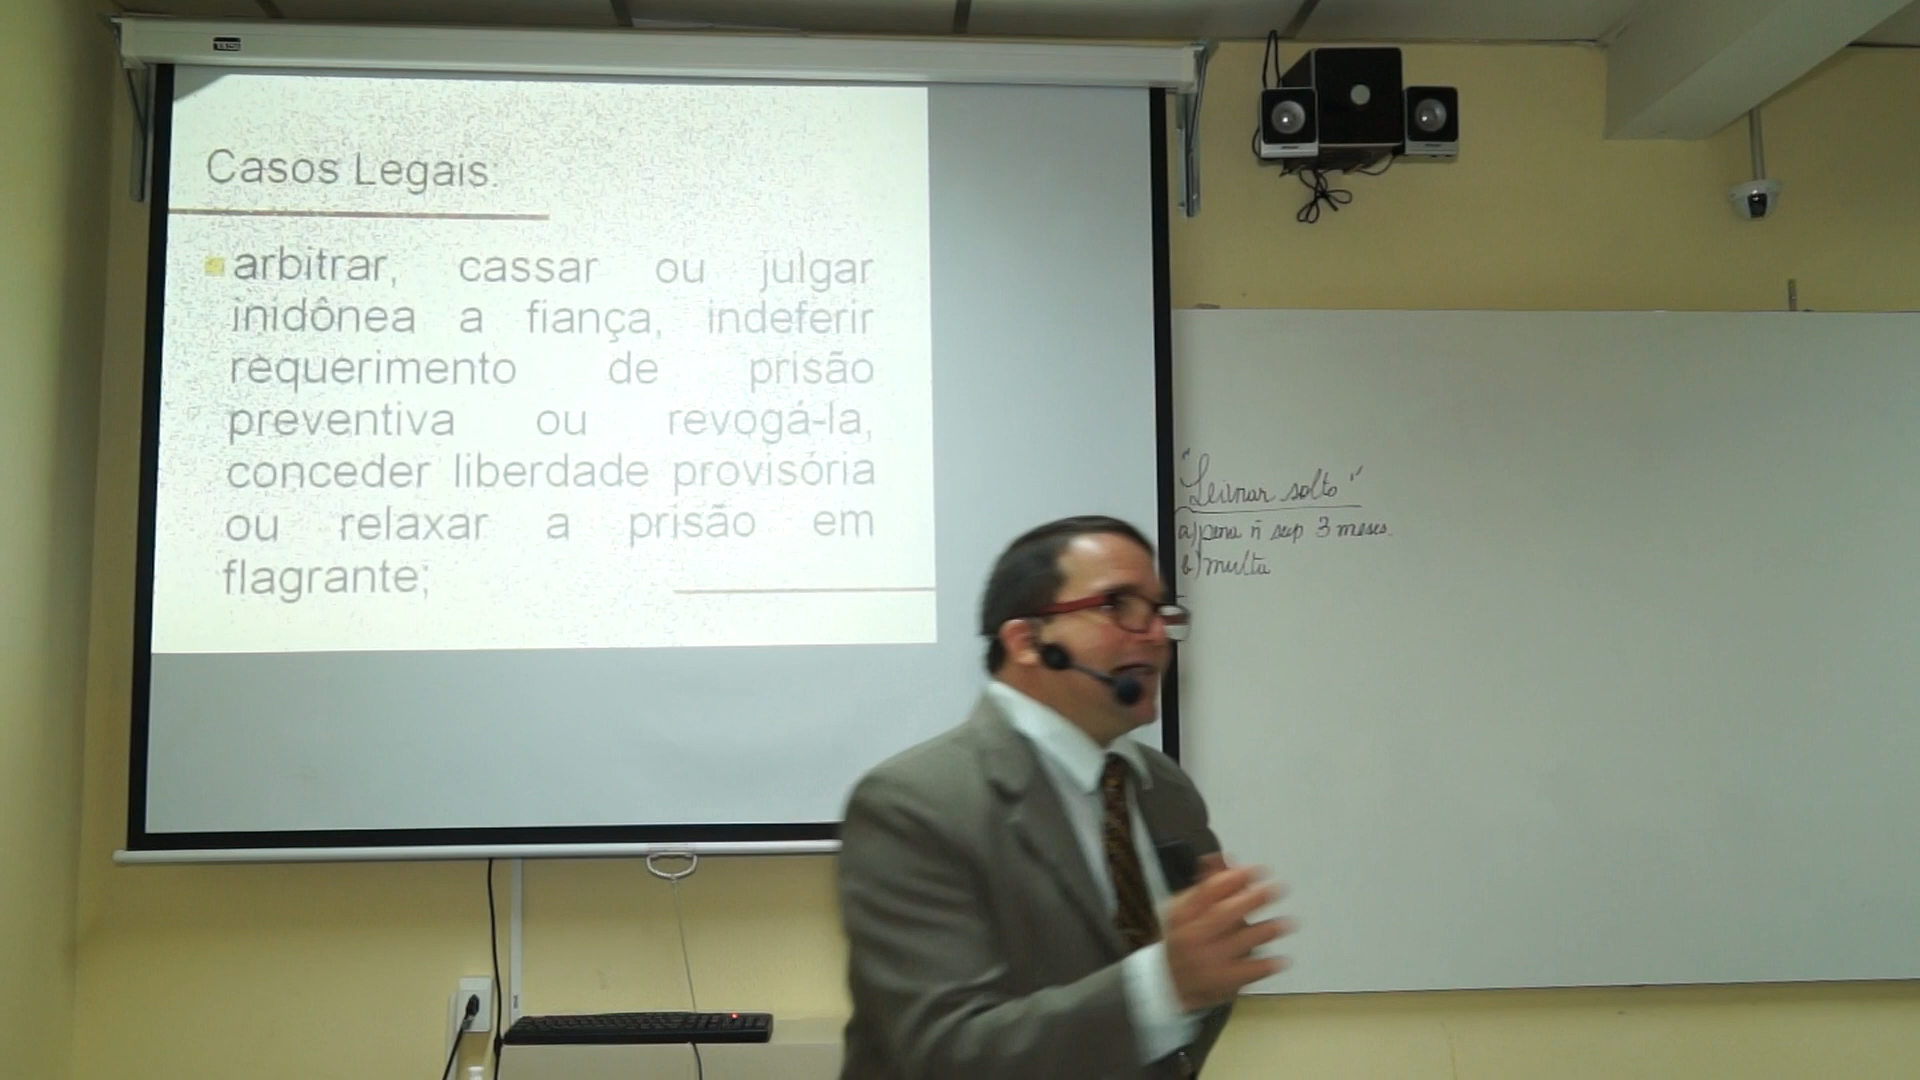 Casos Legais:
arbitrar, cassar ou julgar
inidônea a fiança, indeferir
requerimento de prisão
preventiva ou revogá-la,
conceder liberdade provisória
ou relaxar a prisão em
flagrante;
solto"
a) pena ñ sup 3 meses.
b) multa